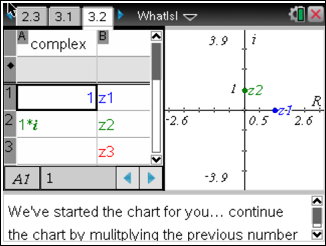 2.3 3.1 3.2 WhatIsI
A complex B
1 1 z1
2 1*i z2
3 z3
A1 1
3.9 i
1 z2
-2.6 0.5 z1 2.6 R
-3.9
We've started the chart for you... continue
the chart by mulitplying the previous number